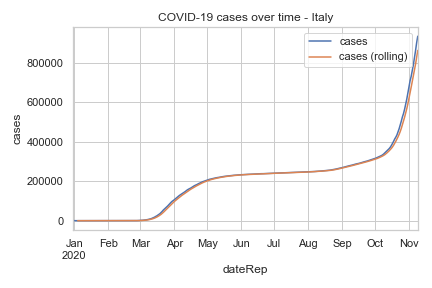 COVID-19 cases over time - Italy
cases
cases (rolling)
cases
800000
600000
400000
200000
0
Jan Feb Mar Apr May Jun Jul Aug Sep Oct Nov
2020
dateRep